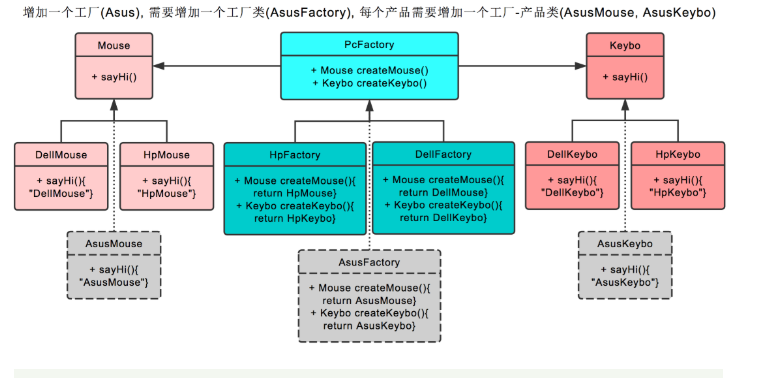 增加一个工厂(Asus), 需要增加一个工厂类(AsusFactory), 每个产品需要增加一个工厂-产品类(AsusMouse, AsusKeybo)
Mouse
+ sayHi()
PcFactory
+ Mouse createMouse()
+ Keybo createKeybo()
Keybo
+ sayHi()
DellMouse
+ sayHi(){
"DellMouse"}
HpMouse
+ sayHi(){
"HpMouse"}
HpFactory
+ Mouse createMouse(){
return HpMouse}
+ Keybo createKeybo(){
return HpKeybo}
DellFactory
+ Mouse createMouse(){
return DellMouse}
+ Keybo createKeybo(){
return DellKeybo}
DellKeybo
+ sayHi(){
"DellKeybo"}
HpKeybo
+ sayHi(){
"HpKeybo"}
AsusMouse
+ sayHi(){
"AsusMouse"}
AsusFactory
+ Mouse createMouse(){
return AsusMouse}
+ Keybo createKeybo(){
return AsusKeybo}
AsusKeybo
+ sayHi(){
"AsusKeybo"}